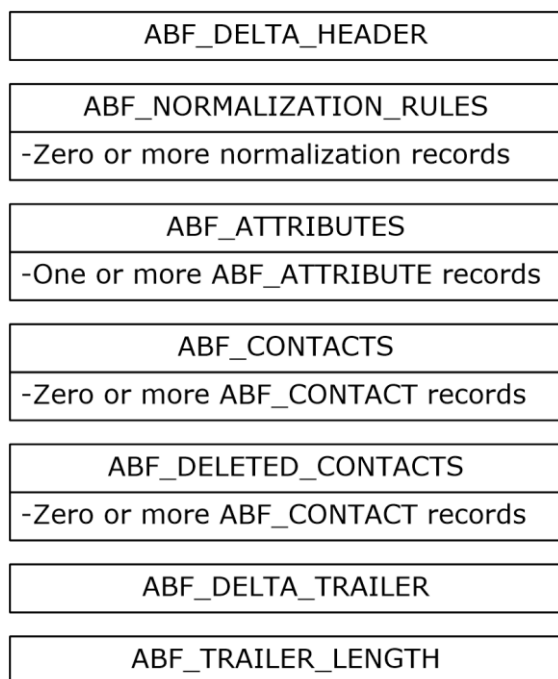 ABF_DELTA_HEADER
ABF_NORMALIZATION_RULES
-Zero or more normalization records
ABF_ATTRIBUTES
-One or more ABF_ATTRIBUTE records
ABF_CONTACTS
-Zero or more ABF_CONTACT records
ABF_DELETED_CONTACTS
-Zero or more ABF_CONTACT records
ABF_DELTA_TRAILER
ABF_TRAILER_LENGTH